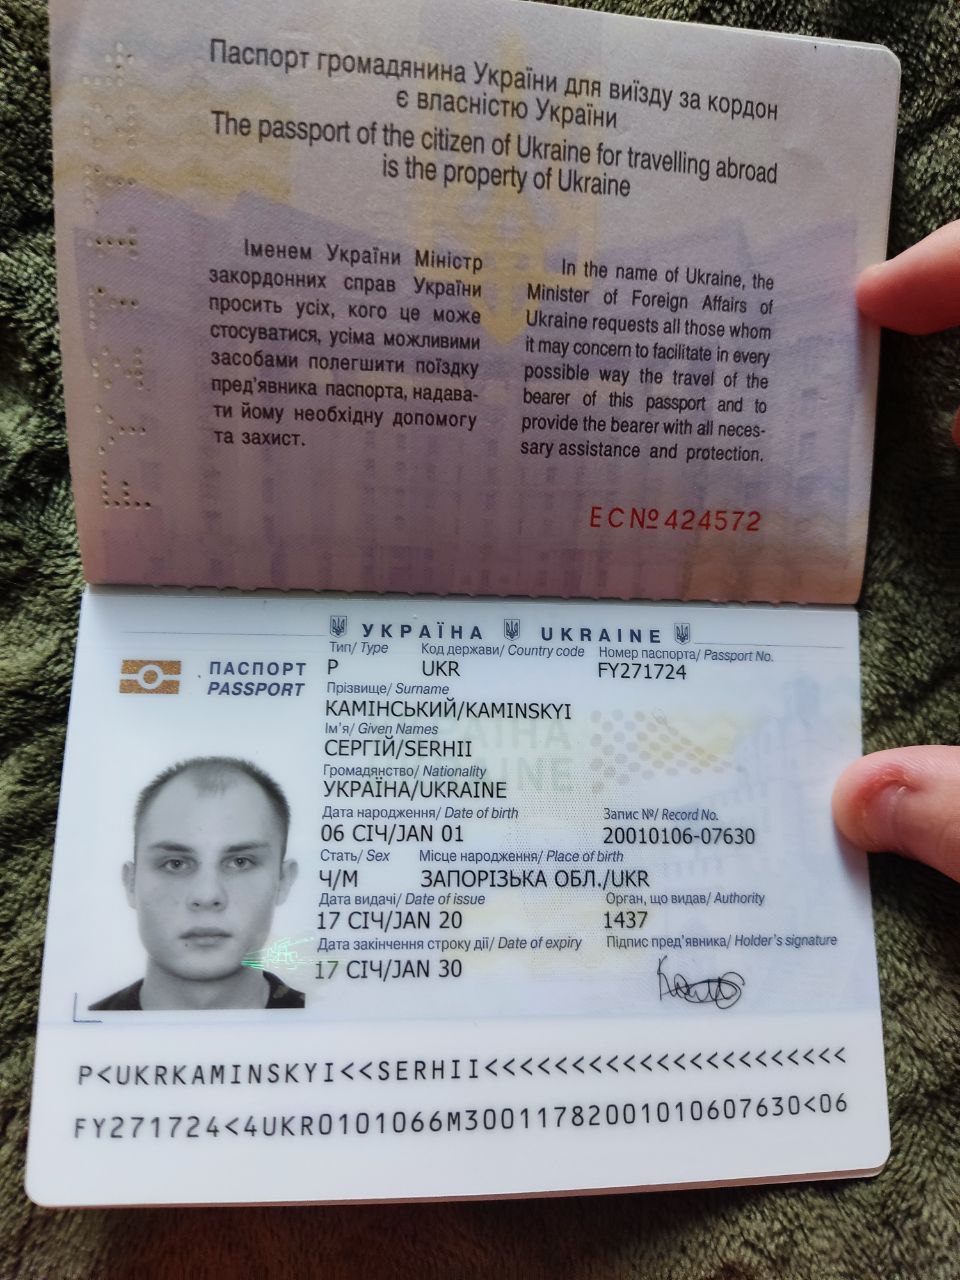 Паспорт громадянина України для виїзду за кордон
є власністю України
The passport of the citizen of Ukraine for travelling abroad
is the property of Ukraine
Іменем України Міністр
закордонних справ України
просить усіх, кого це може
стосуватися, усіма можливими
засобами полегшити поїздку
пред'явника паспорта, надава-
ти йому необхідну допомогу
та захист.
In the name of Ukraine, the
Minister of Foreign Affairs of
Ukraine requests all those whom
it may concern to facilitate in every
possible way the travel of the
bearer of this passport and to
provide the bearer with all neces-
sary assistance and protection.
ЕС№424572
УКРАЇНА UKRAINE
ПАСПОРТ
PASSPORT
Тип/ Type Код держави/ Country code Номер паспорта/ Passport No.
P UKR FY271724
Прізвище/ Surname
КАМІНСЬКИЙ/KAMINSKYI
Ім'я/ Given Names
СЕРГІЙ/SERHII
Громадянство/ Nationality
УКРАЇНА/UKRAINE
Дата народження/ Date of birth Запис №/ Record No.
06 СІЧ/JAN 01 20010106-07630
Стать/ Sex Місце народження/ Place of birth
Ч/M ЗАПОРІЗЬКА ОБЛ./UKR
Дата видачі/ Date of issue Орган, що видав/ Authority
17 СІЧ/JAN 20 1437
Дата закінчення строку дії/ Date of expiry Підпис пред'явника/ Holder's signature
17 СІЧ/JAN 30
P<UKRKAMINSKYI<<SERHII<<<<<<<<<<<<<<<<<<<<<<
FY271724<4UKR0101066M30011782001010607630<06